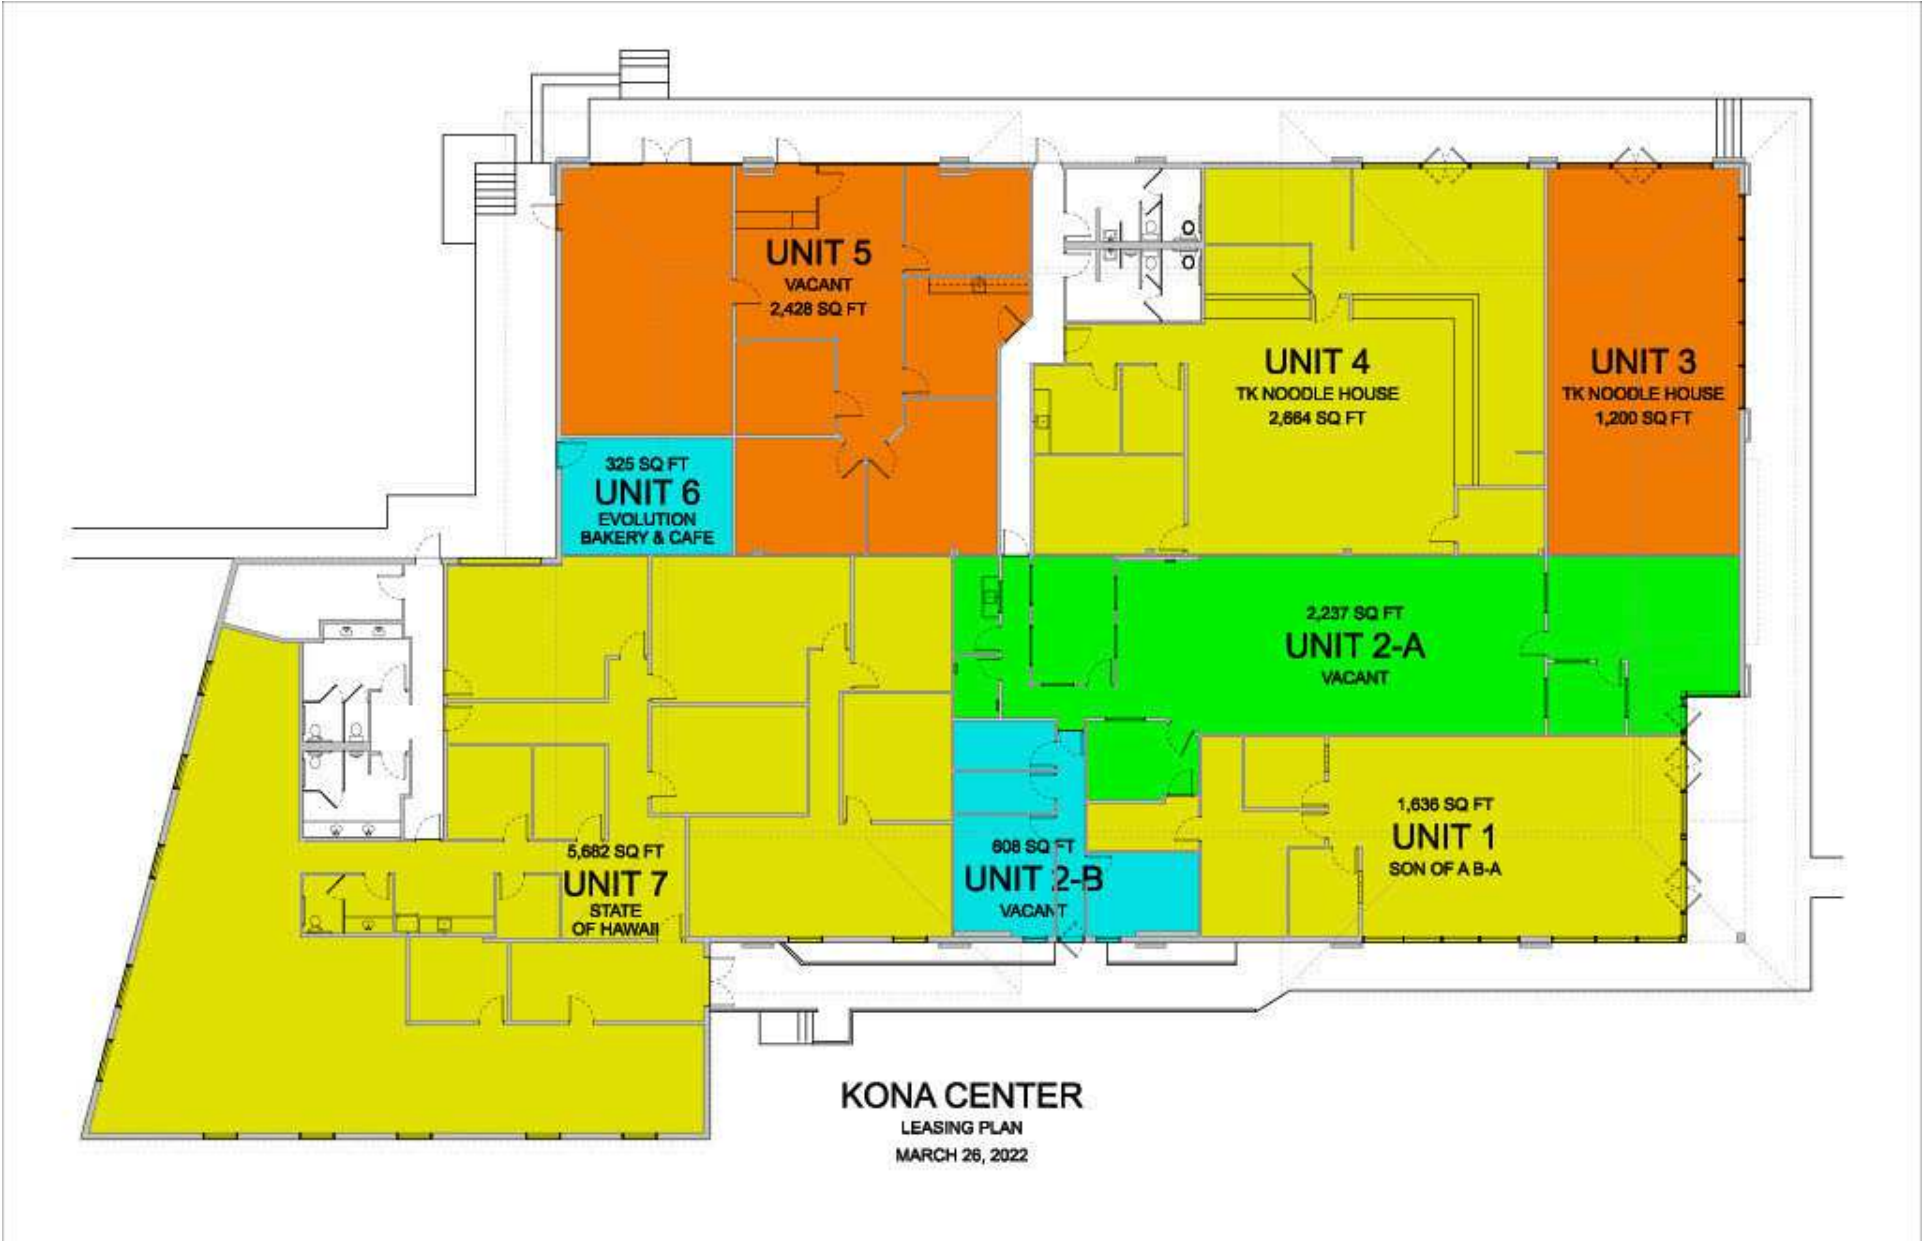 UNIT 5
VACANT
2,428 SQ FT
UNIT 4
TK NOODLE HOUSE
2,664 SQ FT
UNIT 3
TK NOODLE HOUSE
1,200 SQ FT
325 SQ FT
UNIT 6
EVOLUTION
BAKERY & CAFE
2,237 SQ FT
UNIT 2-A
VACANT
1,636 SQ FT
UNIT 1
SON OF A B-A
608 SQ FT
UNIT 2-B
VACANT
5,682 SQ FT
UNIT 7
STATE
OF HAWAII
KONA CENTER
LEASING PLAN
MARCH 26, 2022